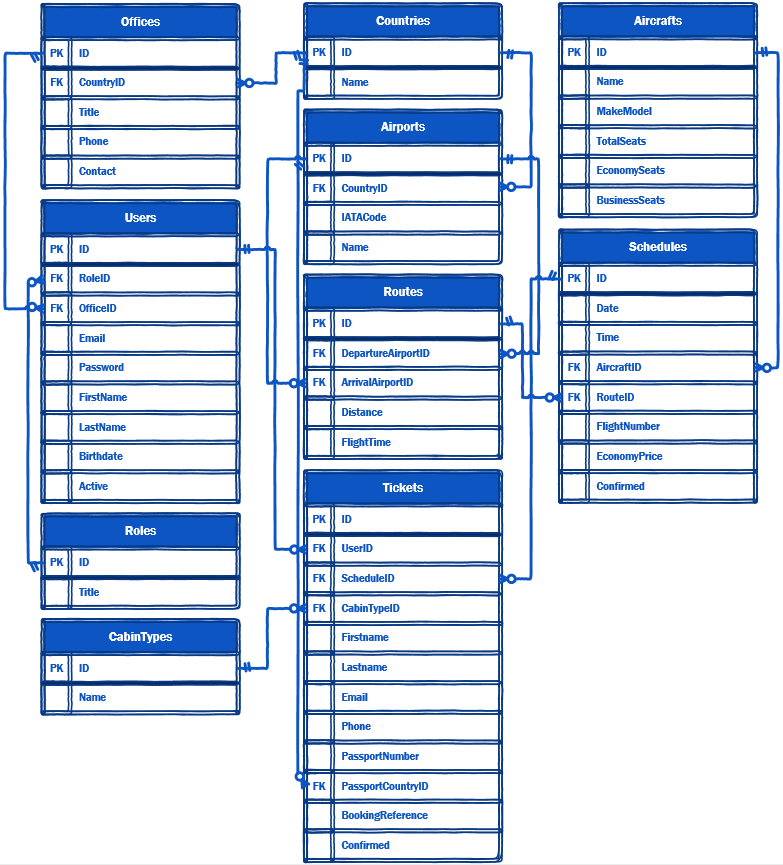 Offices
PK ID
FK CountryID
Title
Phone
Contact
Users
PK ID
FK RoleID
FK OfficeID
Email
Password
FirstName
LastName
Birthdate
Active
Roles
PK ID
Title
CabinTypes
PK ID
Name
Countries
PK ID
Name
Airports
PK ID
FK CountryID
IATACode
Name
Routes
PK ID
FK DepartureAirportID
FK ArrivalAirportID
Distance
FlightTime
Tickets
PK ID
FK UserID
FK ScheduleID
FK CabinTypeID
Firstname
Lastname
Email
Phone
PassportNumber
FK PassportCountryID
BookingReference
Confirmed
Aircrafts
PK ID
Name
MakeModel
TotalSeats
EconomySeats
BusinessSeats
Schedules
PK ID
Date
Time
FK AircraftID
FK RouteID
FlightNumber
EconomyPrice
Confirmed